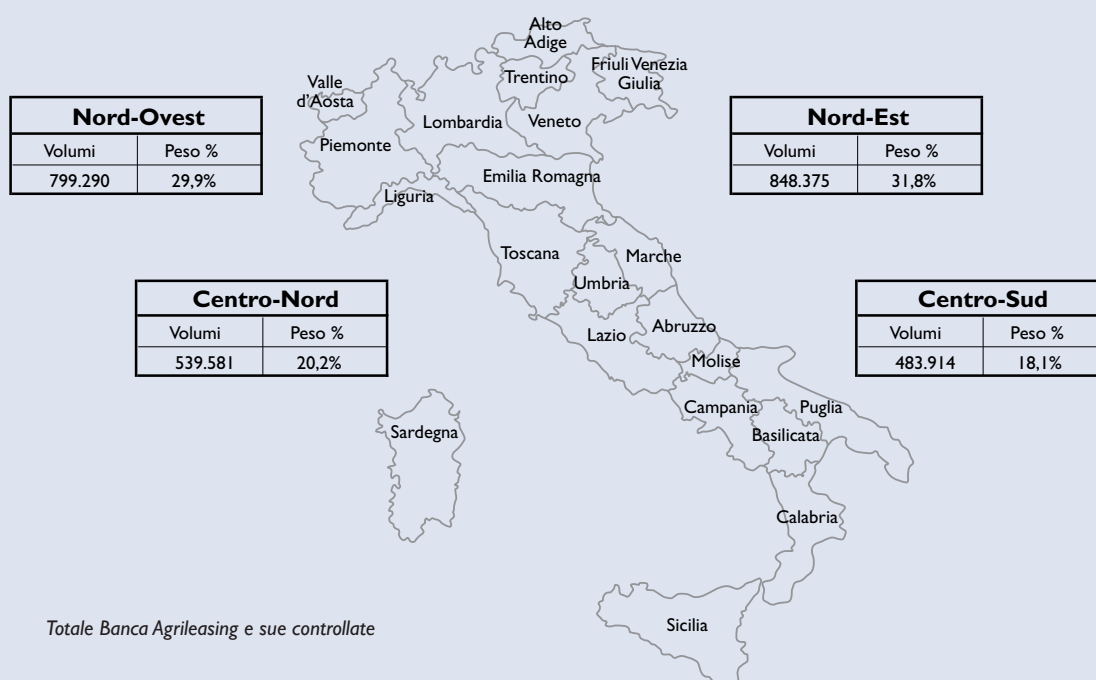 Alto
Adige
Friuli Venezia
Giulia
Trentino
Valle
d'Aosta
Lombardia
Veneto
Piemonte
Emilia Romagna
Liguria
Toscana
Marche
Umbria
Lazio
Abruzzo
Molise
Campania
Puglia
Basilicata
Sardegna
Calabria
Sicilia
Nord-Ovest
Volumi Peso %
799.290 29,9%
Nord-Est
Volumi Peso %
848.375 31,8%
Centro-Nord
Volumi Peso %
539.581 20,2%
Centro-Sud
Volumi Peso %
483.914 18,1%
Totale Banca Agrileasing e sue controllate